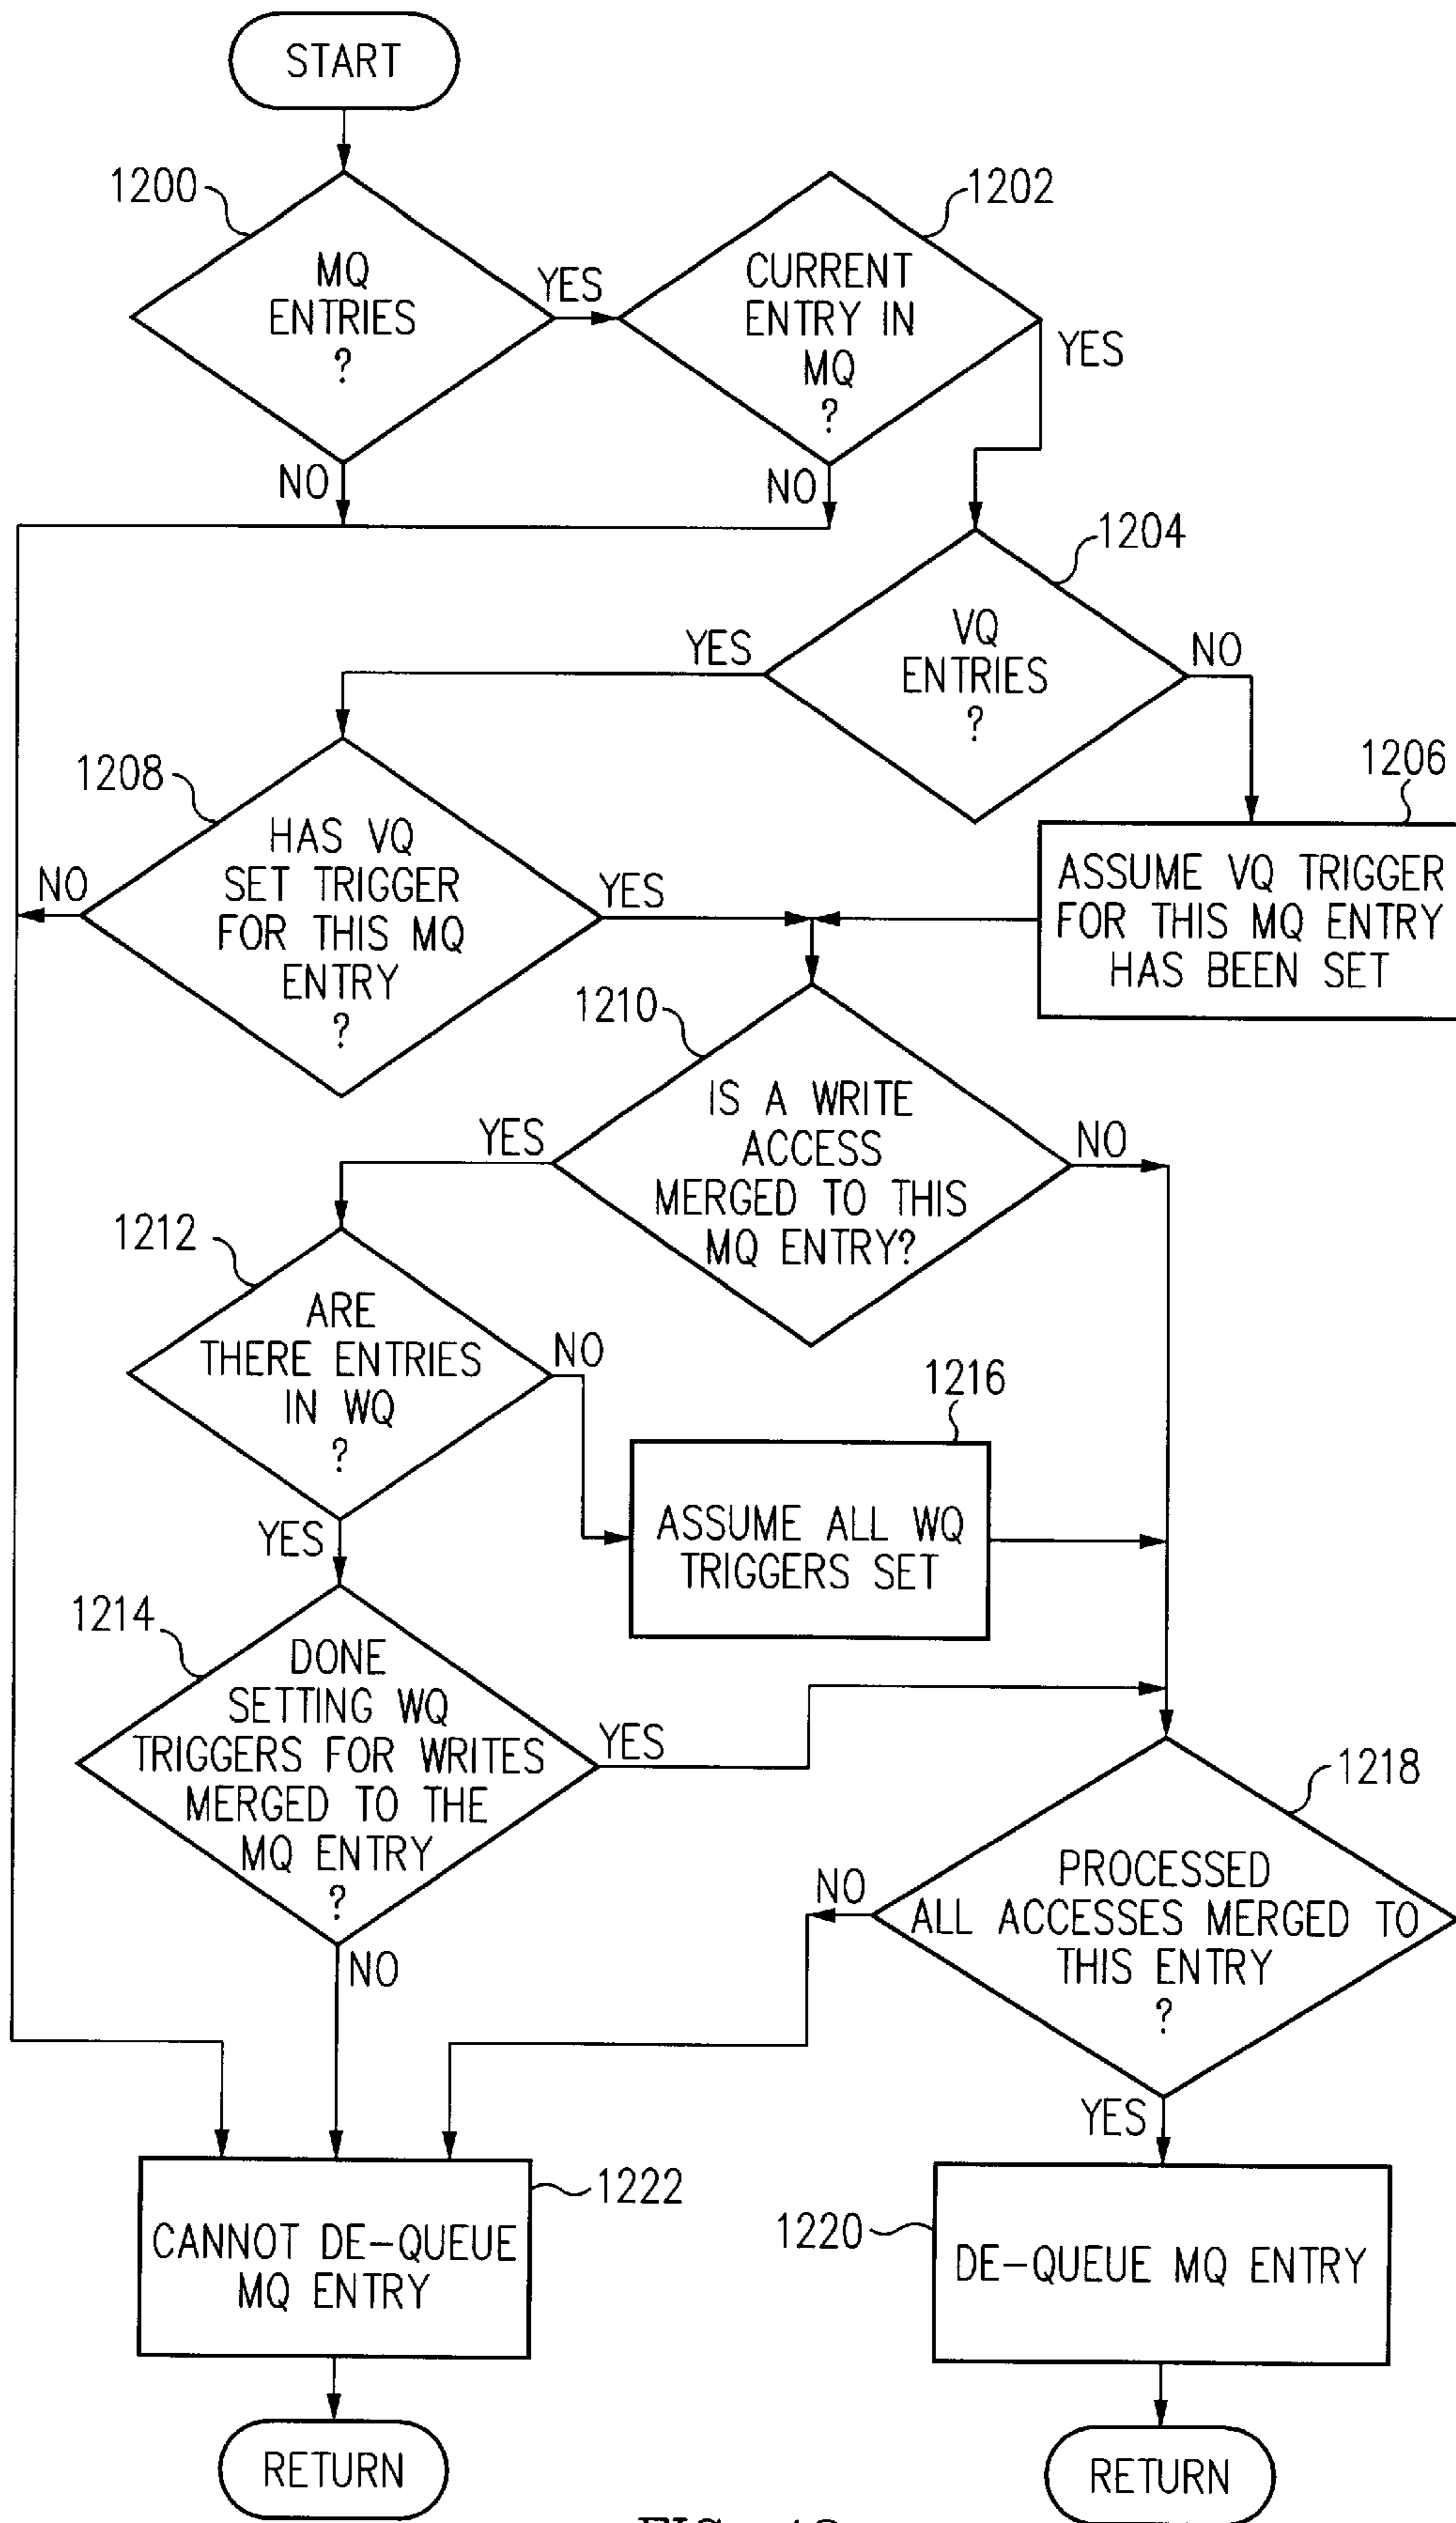 START
1200
1202
MQ
ENTRIES
?
YES
CURRENT
ENTRY IN
MQ
?
YES
NO
NO
1204
VQ
ENTRIES
?
YES
NO
1206
1208
HAS VQ
SET TRIGGER
FOR THIS MQ
ENTRY
?
NO
YES
ASSUME VQ TRIGGER
FOR THIS MQ ENTRY
HAS BEEN SET
1210
IS A WRITE
ACCESS
MERGED TO THIS
MQ ENTRY?
YES
NO
1212
ARE
THERE ENTRIES
IN WQ
?
NO
1216
ASSUME ALL WQ
TRIGGERS SET
YES
1214
DONE
SETTING WQ
TRIGGERS FOR WRITES
MERGED TO THE
MQ ENTRY
?
YES
1218
PROCESSED
ALL ACCESSES MERGED TO
THIS ENTRY
?
NO
NO
YES
1222
CANNOT DE-QUEUE
MQ ENTRY
1220
DE-QUEUE MQ ENTRY
RETURN
RETURN